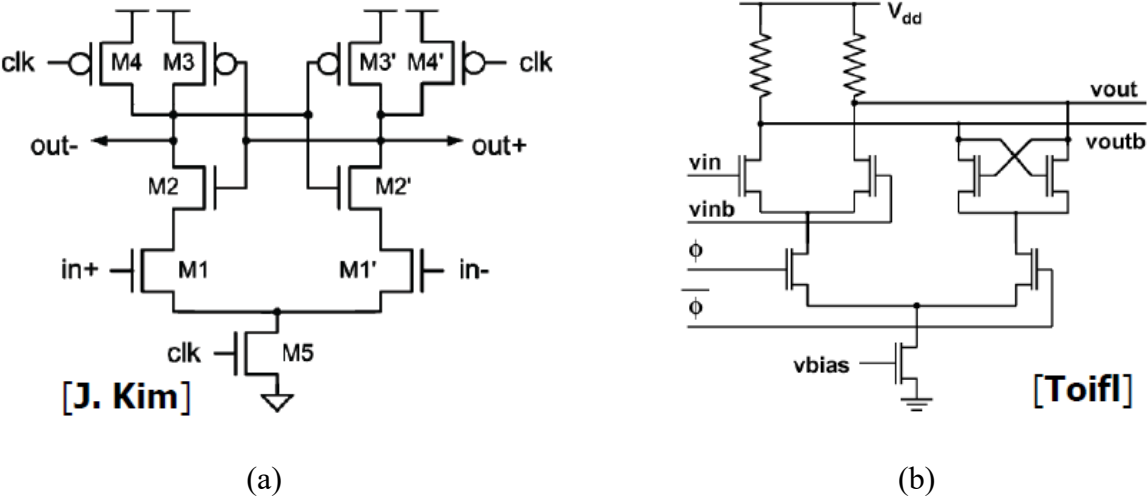 clk
M4
M3
M3'
M4'
clk
out-
out+
M2
M2'
in+
M1
M1'
in-
clk
M5
[J. Kim]
(a)
Vdd
vout
voutb
vin
vinb
ϕ
ϕ̅
vbias
[Toifl]
(b)